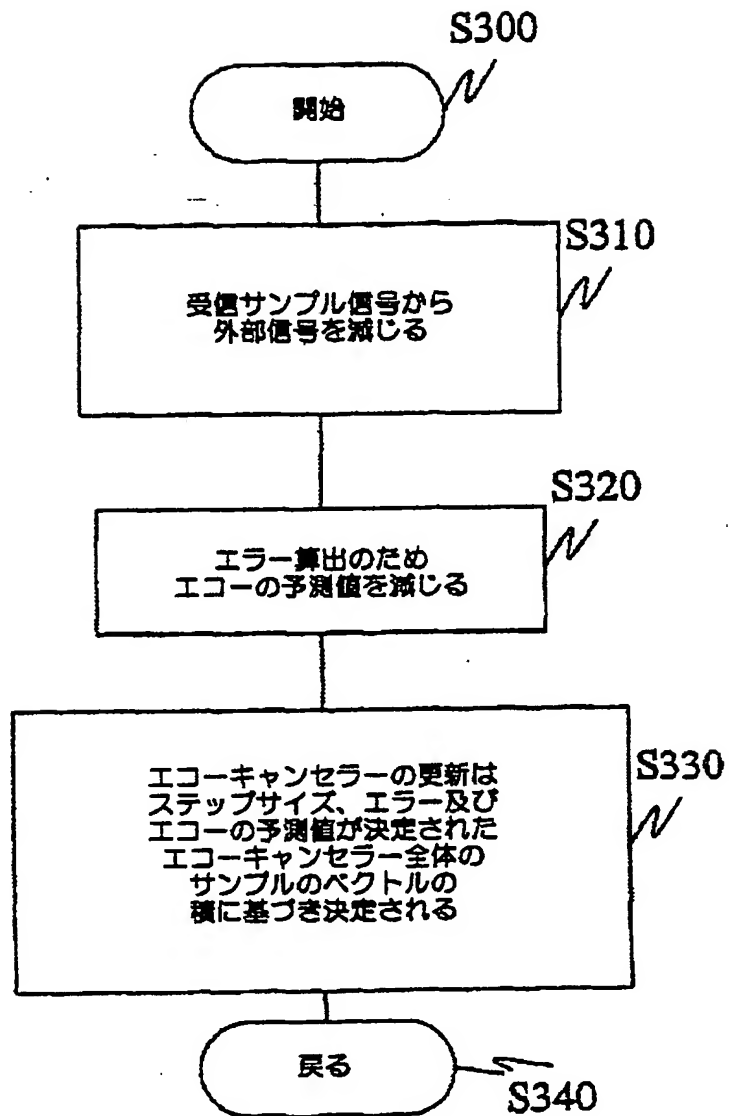 S300
開始
S310
受信サンプル信号から
外部信号を減じる
S320
エラー算出のため
エコーの予測値を減じる
S330
エコーキャンセラーの更新は
ステップサイズ、エラー及び
エコーの予測値が決定された
エコーキャンセラー全体の
サンプルのベクトルの
積に基づき決定される
戻る
S340